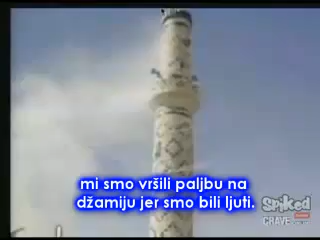 Spiked
CRAVE
mi smo vršili paljbu na
džamiju jer smo bili ljuti.